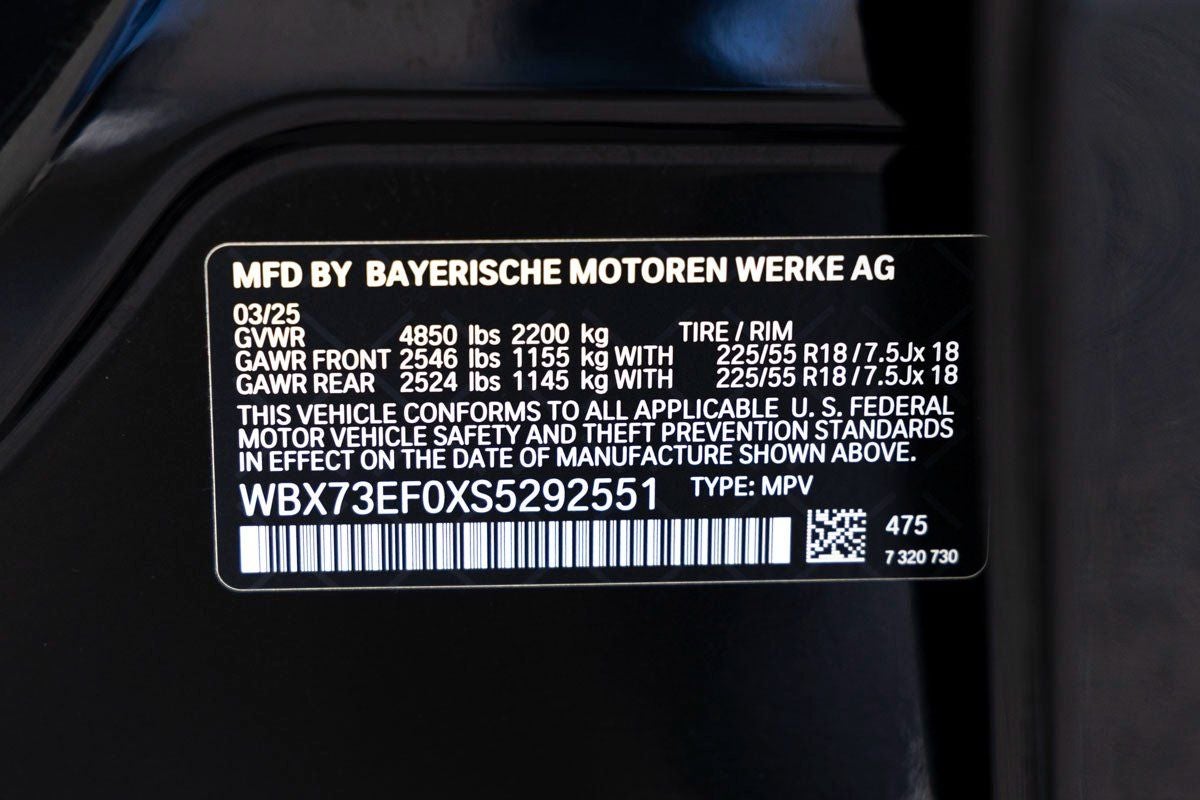 MFD BY BAYERISCHE MOTOREN WERKE AG
03/25
GVWR 4850 lbs 2200 kg TIRE / RIM
GAWR FRONT 2546 lbs 1155 kg WITH 225/55 R18 / 7.5Jx 18
GAWR REAR 2524 lbs 1145 kg WITH 225/55 R18 / 7.5Jx 18
THIS VEHICLE CONFORMS TO ALL APPLICABLE U. S. FEDERAL
MOTOR VEHICLE SAFETY AND THEFT PREVENTION STANDARDS
IN EFFECT ON THE DATE OF MANUFACTURE SHOWN ABOVE.
WBX73EF0XS5292551 TYPE: MPV
475
7 320 730